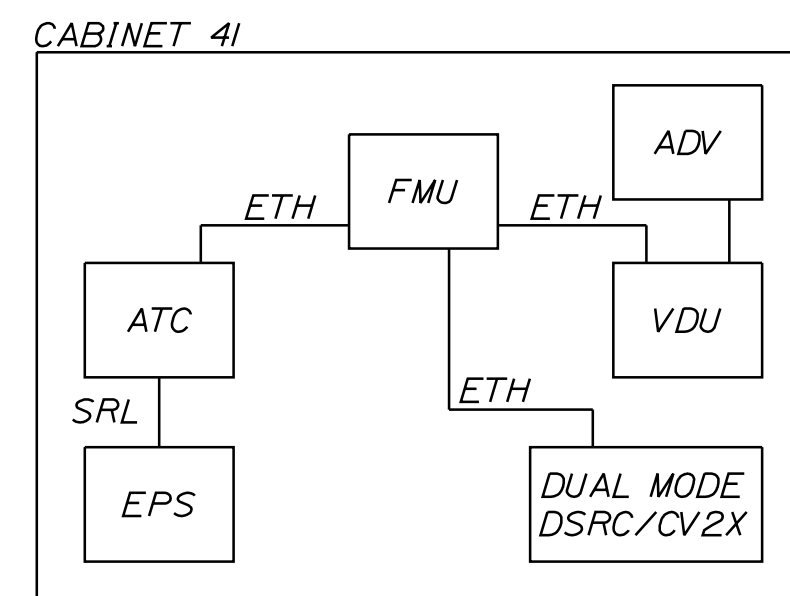 CABINET 41
ADV
FMU
ETH
ETH
ATC
VDU
SRL
ETH
EPS
DUAL MODE
DSRC/CV2X